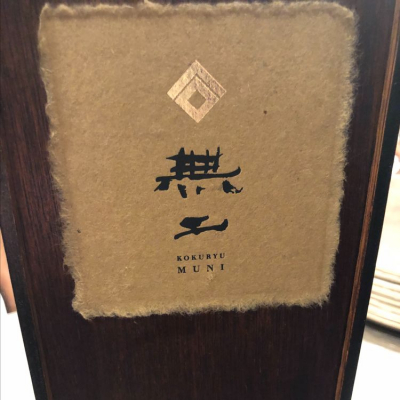 無
二
KOKURYU
MUNI